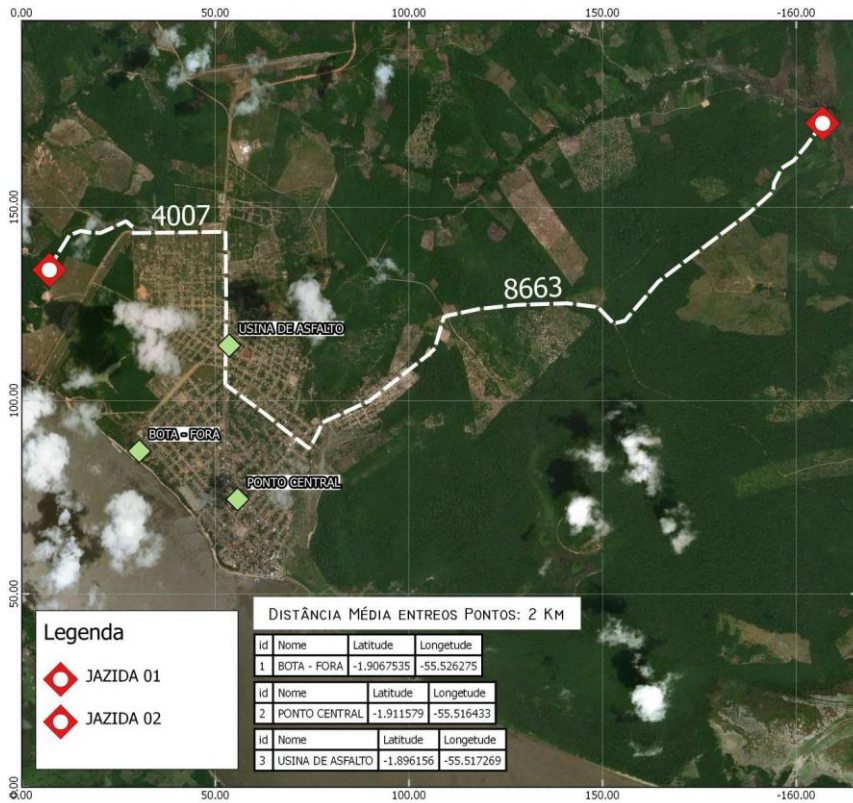 0.00 50.00 100.00 150.00 -160.00
150.00
4007
8663
USINA DE ASFALTO
100.00
BOTA - FORA
PONTO CENTRAL
50.00
DISTÂNCIA MÉDIA ENTREOS PONTOS: 2 KM
Legenda
JAZIDA 01
JAZIDA 02
id Nome Latitude Longetude
1 BOTA - FORA -1.9067535 -55.526275
id Nome Latitude Longetude
2 PONTO CENTRAL -1.911579 -55.516433
id Nome Latitude Longetude
3 USINA DE ASFALTO -1.896156 -55.517269
0.00
50.00 100.00 150.00 -160.00